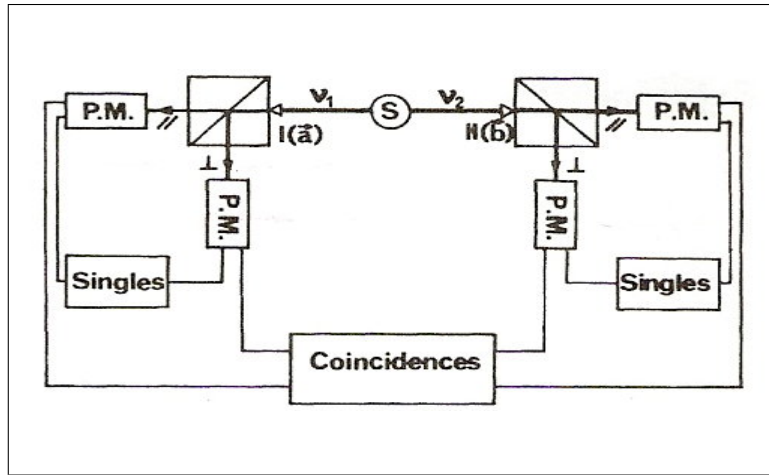 P.M.
//
ν₁
S
ν₂
//
P.M.
I(a⃗)
II(b⃗)
⊥
⊥
P.M.
P.M.
Singles
Singles
Coincidences